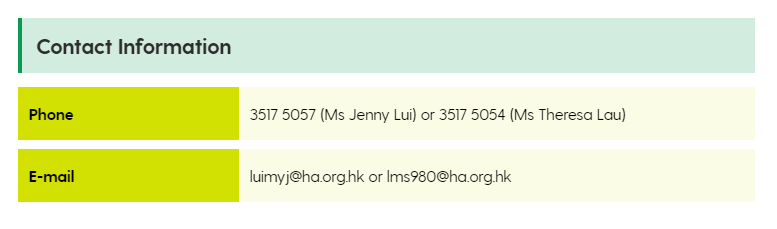 Contact Information
Phone 3517 5057 (Ms Jenny Lui) or 3517 5054 (Ms Theresa Lau)
E-mail luimyj@ha.org.hk or lms980@ha.org.hk